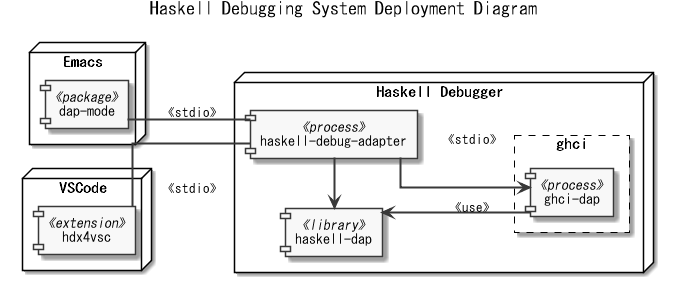 Haskell Debugging System Deployment Diagram
Emacs
《package》
dap-mode
《stdio》
Haskell Debugger
《process》
haskell-debug-adapter
《stdio》
ghci
VSCode
《extension》
hdx4vsc
《stdio》
《process》
ghci-dap
《use》
《library》
haskell-dap